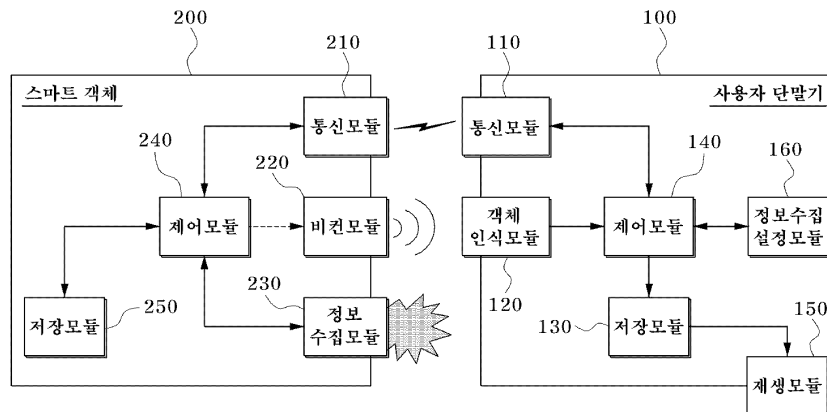 200
210
110
100
스마트 객체
사용자 단말기
통신모듈
통신모듈
240
220
140
160
제어모듈
비컨모듈
객체
인식모듈
제어모듈
정보수집
설정모듈
230
120
저장모듈
250
정보
수집모듈
130
저장모듈
150
재생모듈